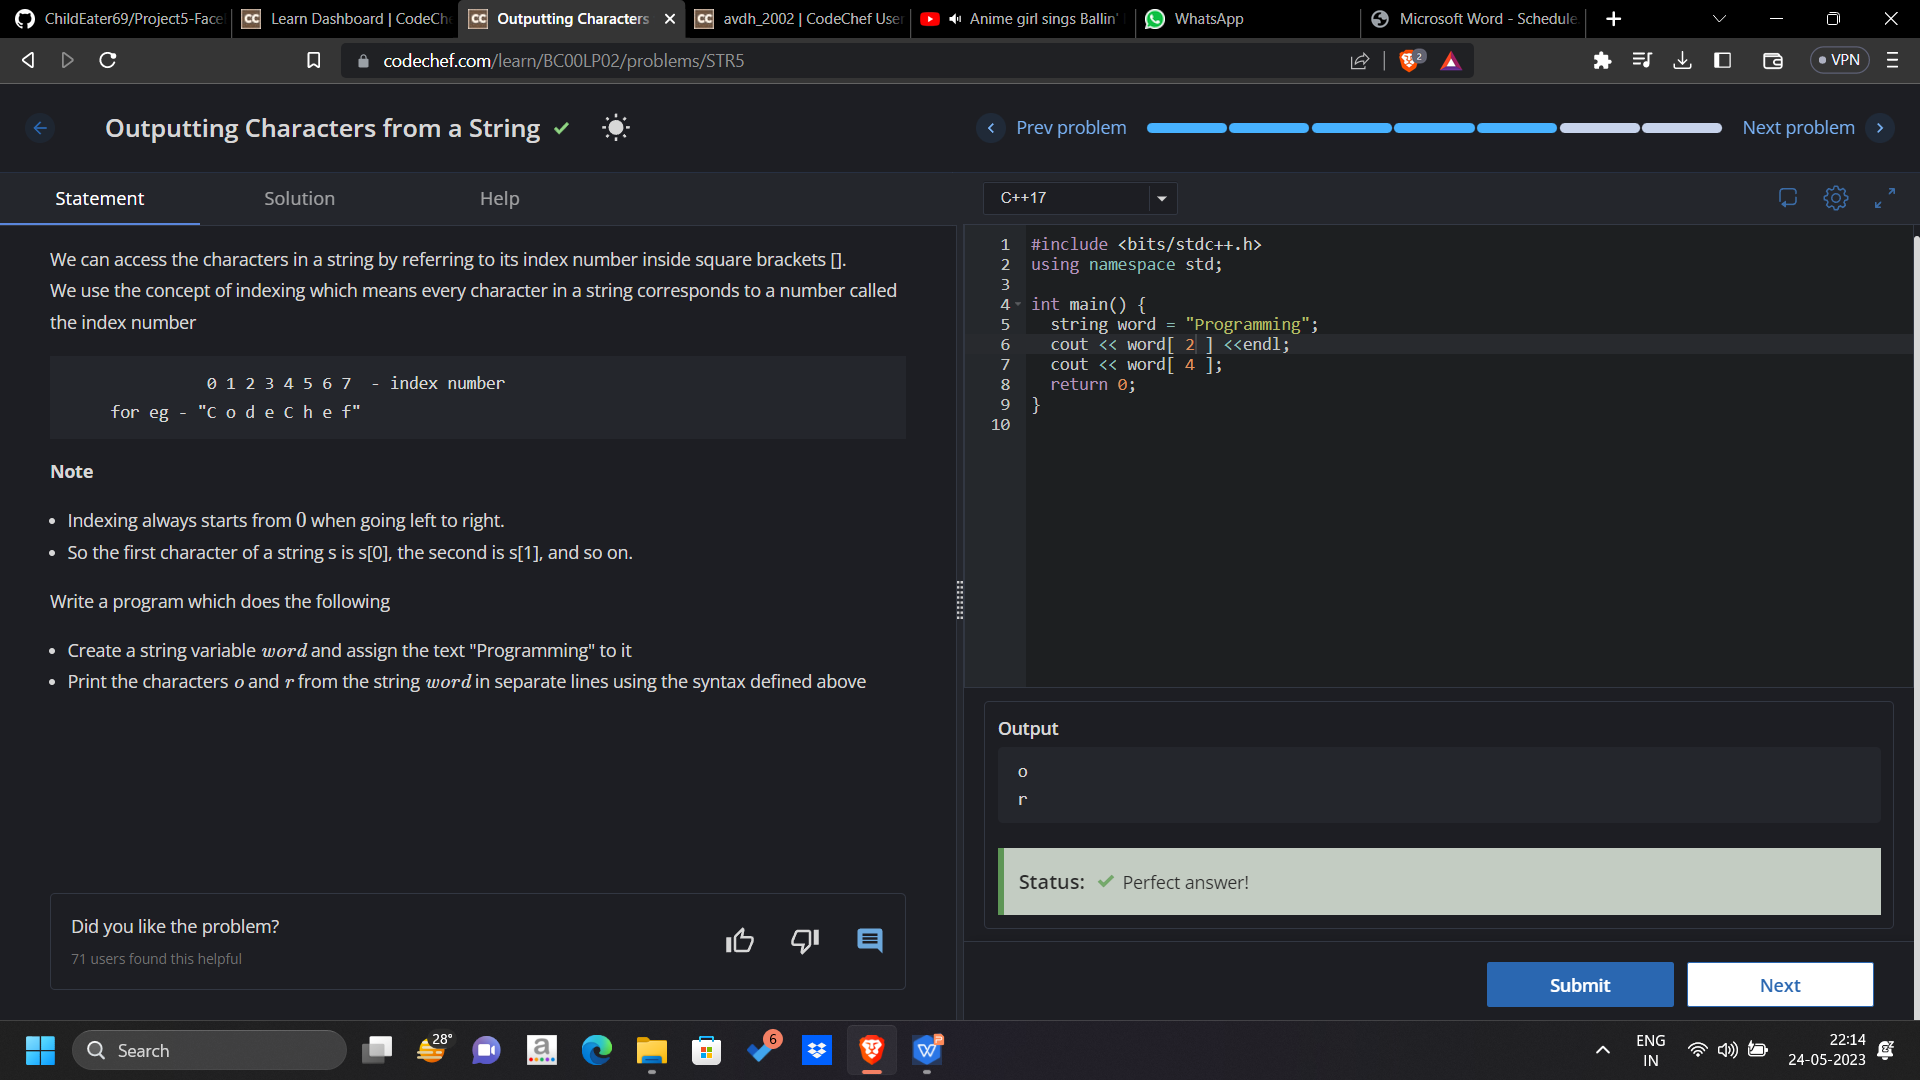 ChildEater69/Project5-Face
Learn Dashboard | CodeChe
Outputting Characters
avdh_2002 | CodeChef User
Anime girl sings Ballin'
WhatsApp
Microsoft Word - Schedule.
codechef.com/learn/BC00LP02/problems/STR5
2
VPN
Outputting Characters from a String
Prev problem
Next problem
Statement
Solution
Help
C++17
We can access the characters in a string by referring to its index number inside square brackets [].
We use the concept of indexing which means every character in a string corresponds to a number called
the index number
0 1 2 3 4 5 6 7 - index number
for eg - "C o d e C h e f"
Note
• Indexing always starts from 0 when going left to right.
• So the first character of a string s is s[0], the second is s[1], and so on.
Write a program which does the following
• Create a string variable word and assign the text "Programming" to it
• Print the characters o and r from the string word in separate lines using the syntax defined above
Did you like the problem?
71 users found this helpful
1 #include <bits/stdc++.h>
2 using namespace std;
3
4 int main() {
5 string word = "Programming";
6 cout << word[ 2 ] <<endl;
7 cout << word[ 4 ];
8 return 0;
9 }
10
Output
o
r
Status: Perfect answer!
Submit
Next
Search
28°
a
6
W
ENG
IN
22:14
24-05-2023